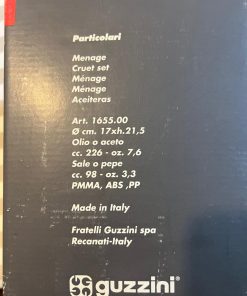 Particolari
Menage
Cruet set
Ménage
Ménage
Aceiteras
Art. 1655.00
Ø cm. 17xh.21,5
Olio o aceto
cc. 226 - oz. 7,6
Sale o pepe
cc. 98 - oz. 3,3
PMMA, ABS ,PP
Made in Italy
Fratelli Guzzini spa
Recanati-Italy
guzzini®